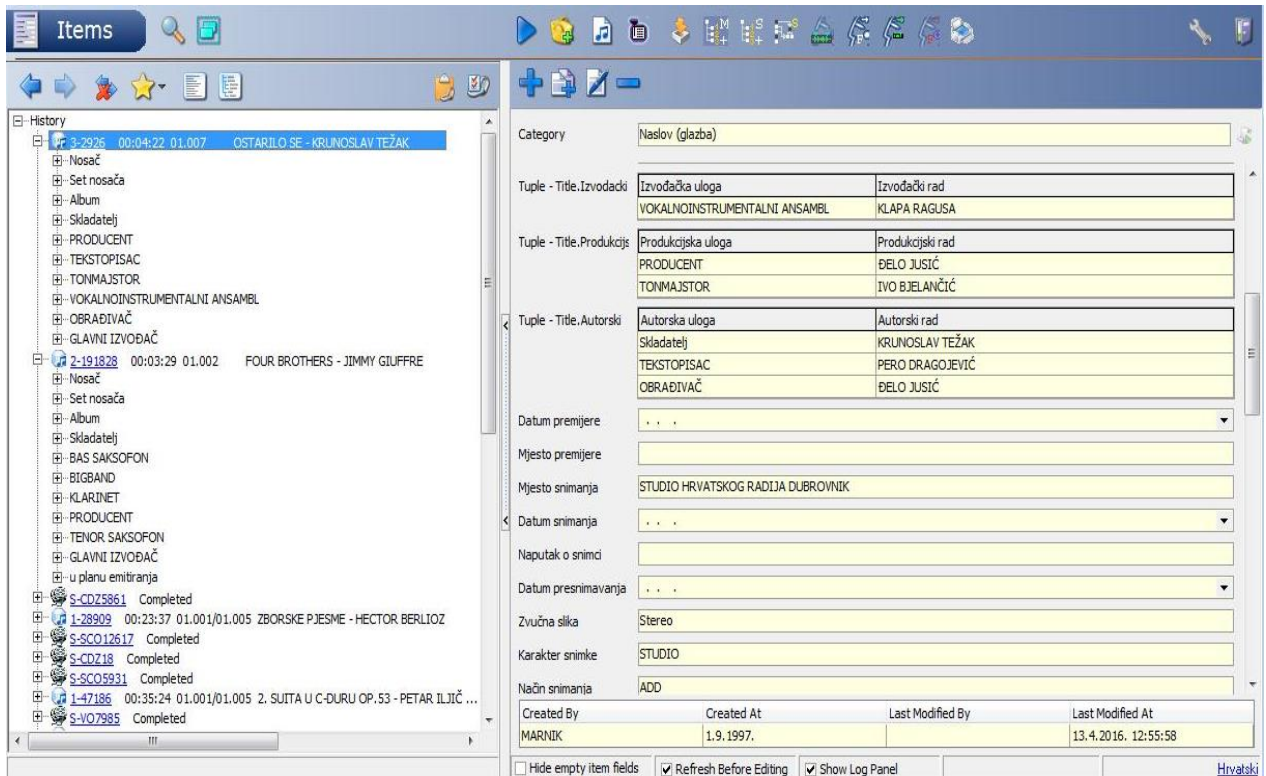 Items
History
3-2926 00:04:22 01.007 OSTARILO SE - KRUNOSLAV TEŽAK
Nosač
Set nosača
Album
Skladatelj
PRODUCENT
TEKSTOPISAC
TONMAJSTOR
VOKALNOINSTRUMENTALNI ANSAMBL
OBRAĐIVAČ
GLAVNI IZVOĐAČ
2-191828 00:03:29 01.002 FOUR BROTHERS - JIMMY GIUFFRE
Nosač
Set nosača
Album
Skladatelj
BAS SAKSOFON
BIGBAND
KLARINET
PRODUCENT
TENOR SAKSOFON
GLAVNI IZVOĐAČ
u planu emitiranja
S-CDZ5861 Completed
1-28909 00:23:37 01.001/01.005 ZBORSKE PJESME - HECTOR BERLIOZ
S-SCO12617 Completed
S-CDZ18 Completed
S-SCO5931 Completed
1-47186 00:35:24 01.001/01.005 2. SUITA U C-DURU OP.53 - PETAR ILJIČ ...
S-VO7985 Completed
Category Naslov (glazba)
Tuple - Title.Izvodacki Izvođačka uloga Izvođački rad
VOKALNOINSTRUMENTALNI ANSAMBL KLAPA RAGUSA
Tuple - Title.Produkcijs Produkcijska uloga Produkcijski rad
PRODUCENT ĐELO JUSIĆ
TONMAJSTOR IVO BJELANČIĆ
Tuple - Title.Autorski Autorska uloga Autorski rad
Skladatelj KRUNOSLAV TEŽAK
TEKSTOPISAC PERO DRAGOJEVIĆ
OBRAĐIVAČ ĐELO JUSIĆ
Datum premijere . . .
Mjesto premijere
Mjesto snimanja STUDIO HRVATSKOG RADIJA DUBROVNIK
Datum snimanja . . .
Naputak o snimci
Datum presnimavanja . . .
Zvučna slika Stereo
Karakter snimke STUDIO
Način snimanja ADD
Created By Created At Last Modified By Last Modified At
MARNIK 1.9.1997. 13.4.2016. 12:55:58
Hide empty item fields Refresh Before Editing Show Log Panel Hrvatski